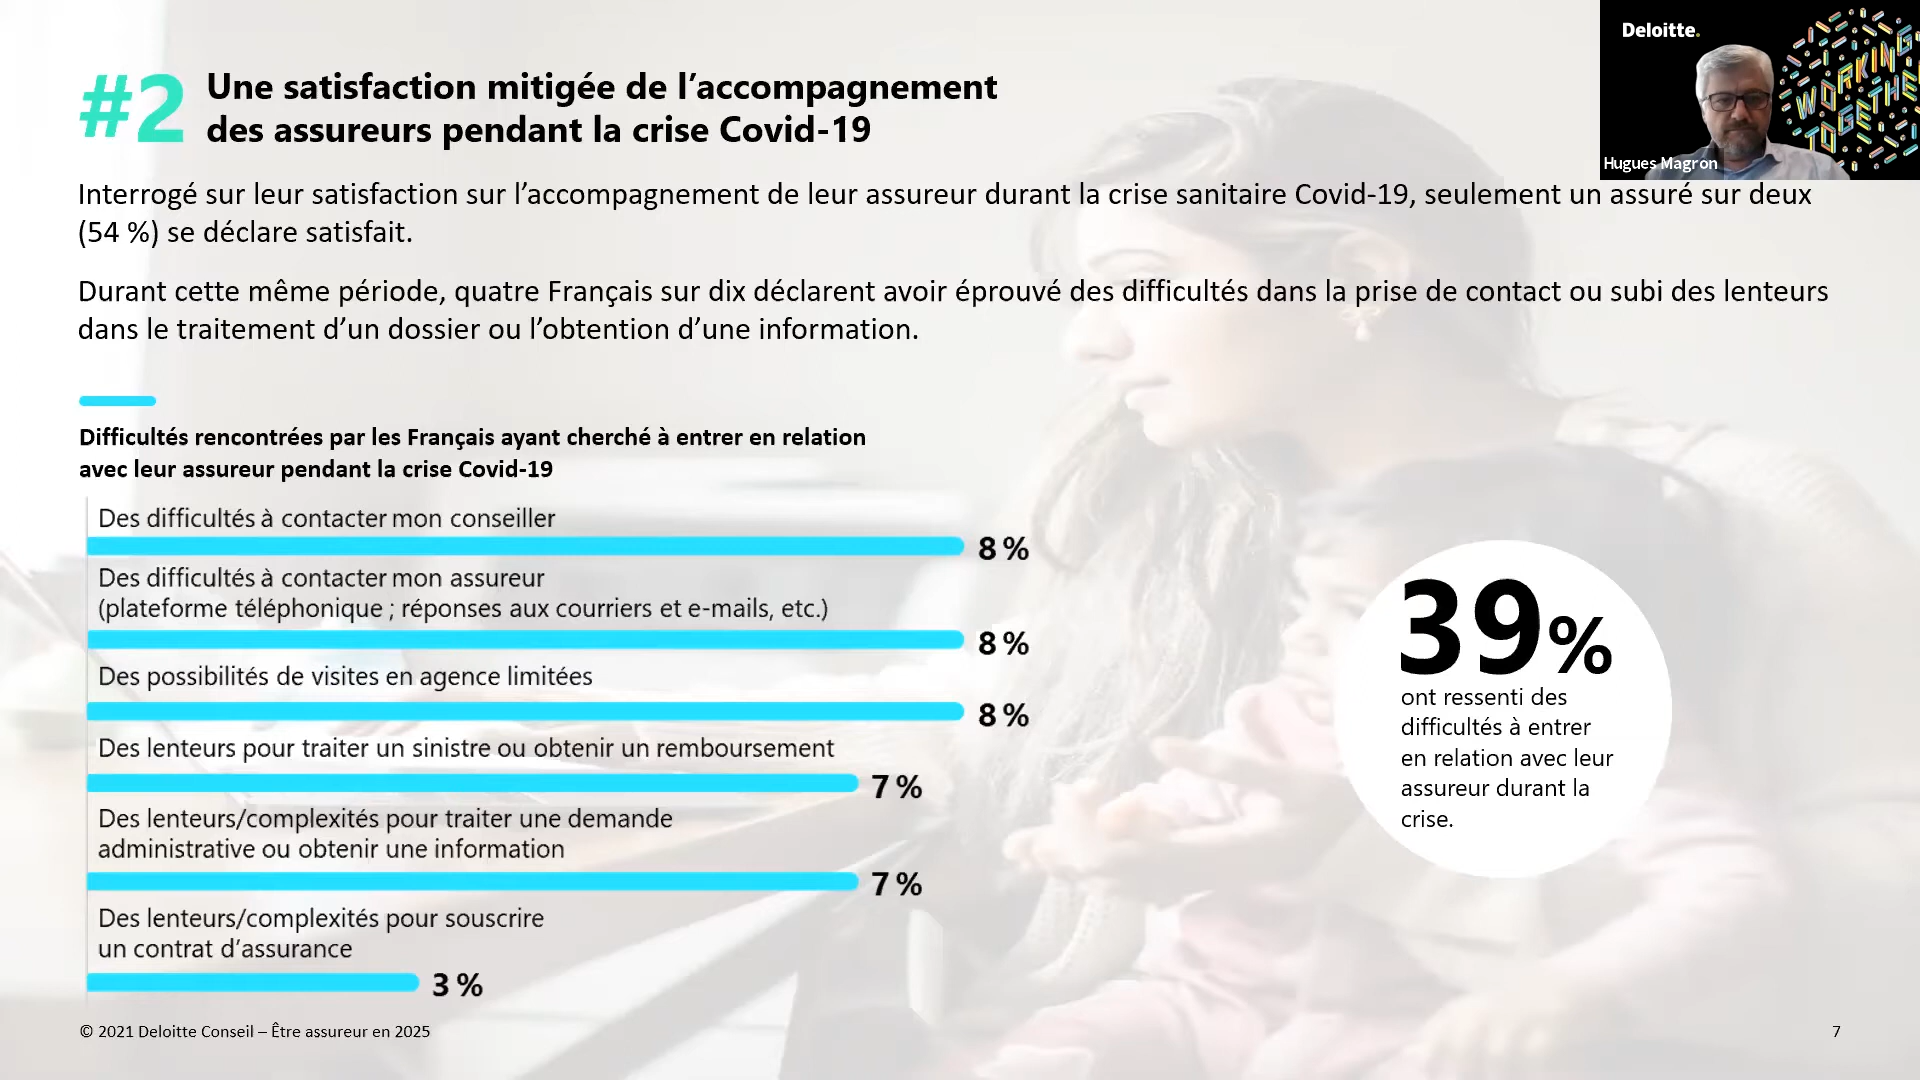 Deloitte.
WORKING
TOGETHER
Hugues Magron
#2
Une satisfaction mitigée de l’accompagnement
des assureurs pendant la crise Covid-19
Interrogé sur leur satisfaction sur l’accompagnement de leur assureur durant la crise sanitaire Covid-19, seulement un assuré sur deux
(54 %) se déclare satisfait.
Durant cette même période, quatre Français sur dix déclarent avoir éprouvé des difficultés dans la prise de contact ou subi des lenteurs
dans le traitement d’un dossier ou l’obtention d’une information.
Difficultés rencontrées par les Français ayant cherché à entrer en relation
avec leur assureur pendant la crise Covid-19
Des difficultés à contacter mon conseiller
8 %
Des difficultés à contacter mon assureur
(plateforme téléphonique ; réponses aux courriers et e-mails, etc.)
8 %
Des possibilités de visites en agence limitées
8 %
Des lenteurs pour traiter un sinistre ou obtenir un remboursement
7 %
Des lenteurs/complexités pour traiter une demande
administrative ou obtenir une information
7 %
Des lenteurs/complexités pour souscrire
un contrat d’assurance
3 %
39%
ont ressenti des
difficultés à entrer
en relation avec leur
assureur durant la
crise.
© 2021 Deloitte Conseil – Être assureur en 2025
7